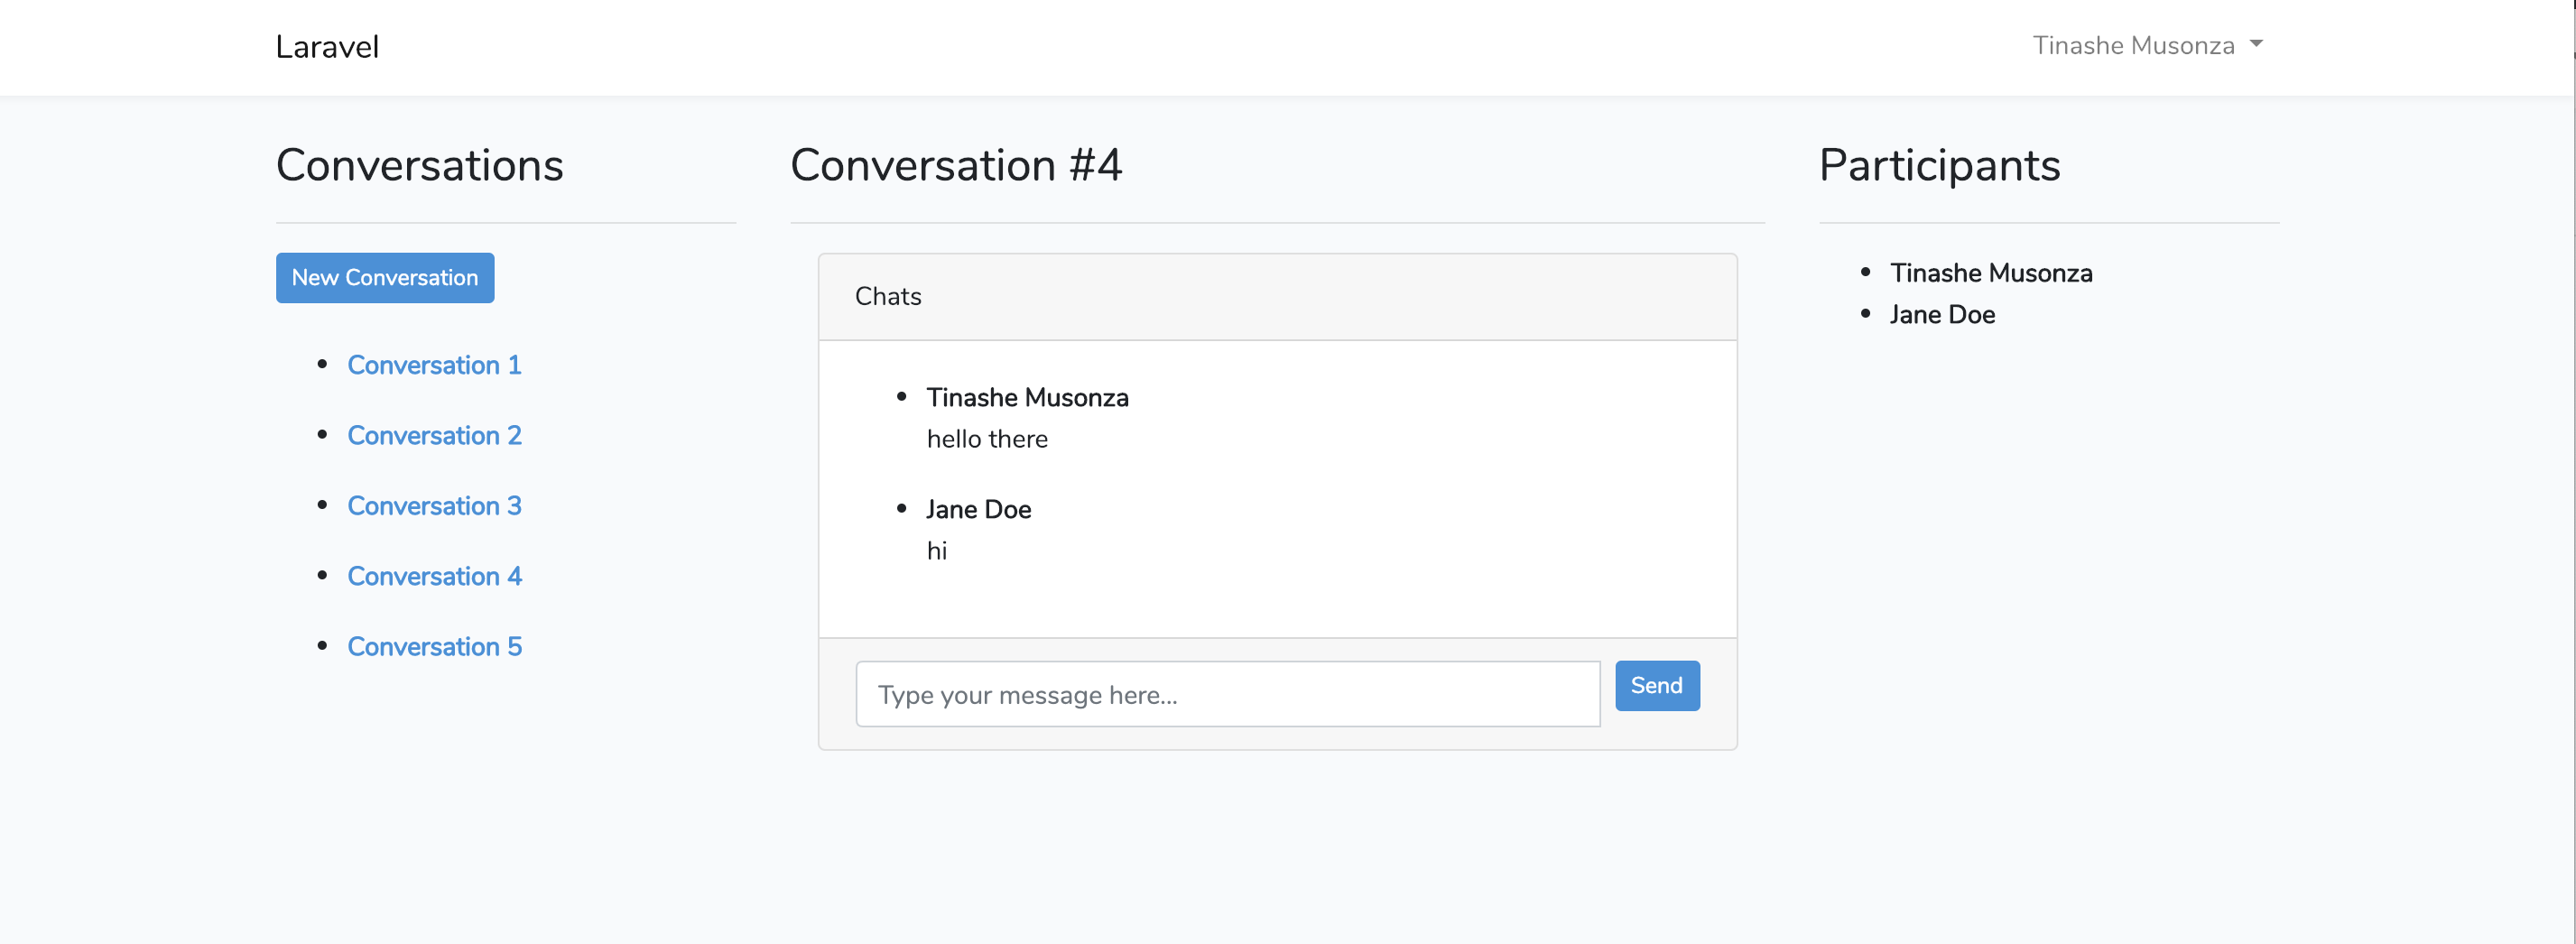 Laravel
Tinashe Musonza
Conversations
New Conversation
Conversation 1
Conversation 2
Conversation 3
Conversation 4
Conversation 5
Conversation #4
Chats
Tinashe Musonza
hello there
Jane Doe
hi
Type your message here...
Send
Participants
Tinashe Musonza
Jane Doe